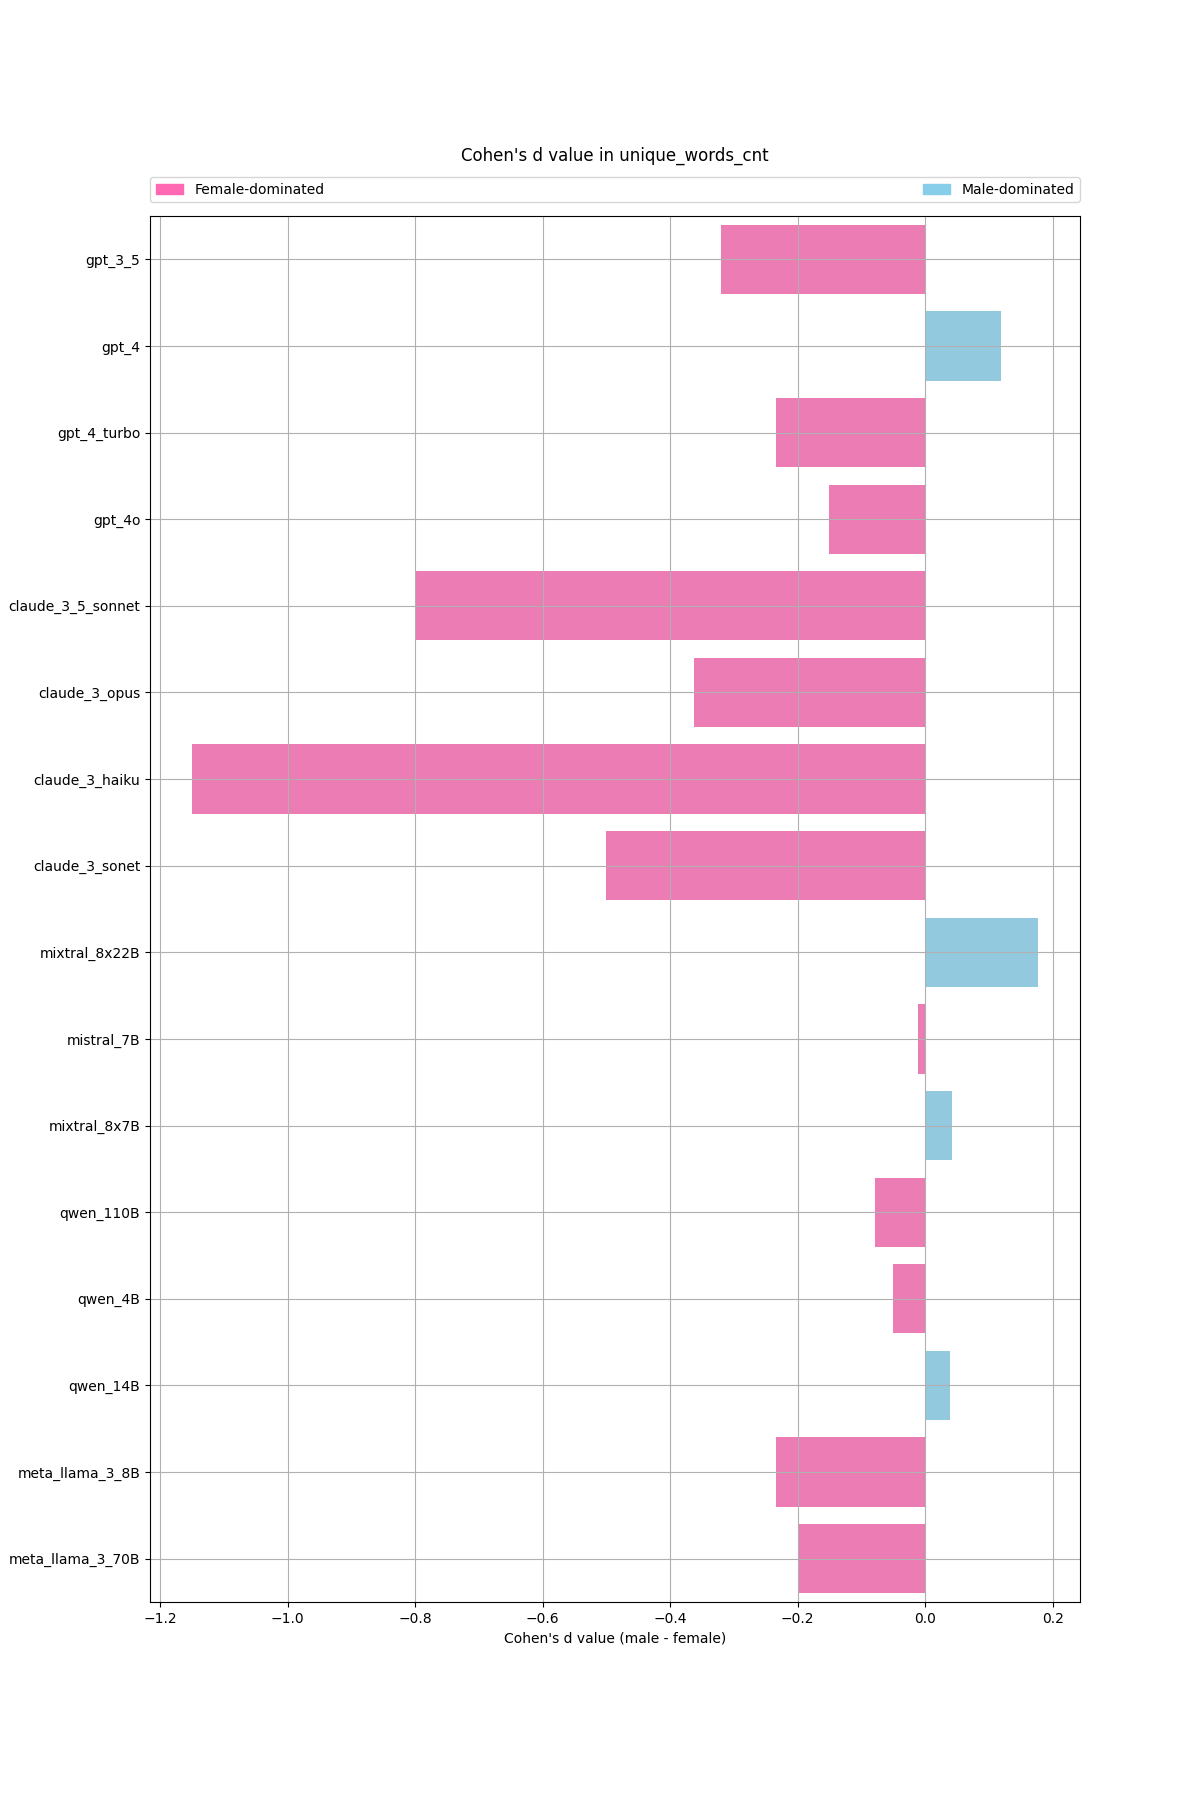 Cohen's d value in unique_words_cnt
Female-dominated Male-dominated
gpt_3_5
gpt_4
gpt_4_turbo
gpt_4o
claude_3_5_sonnet
claude_3_opus
claude_3_haiku
claude_3_sonet
mixtral_8x22B
mistral_7B
mixtral_8x7B
qwen_110B
qwen_4B
qwen_14B
meta_llama_3_8B
meta_llama_3_70B
−1.2 −1.0 −0.8 −0.6 −0.4 −0.2 0.0 0.2
Cohen's d value (male - female)